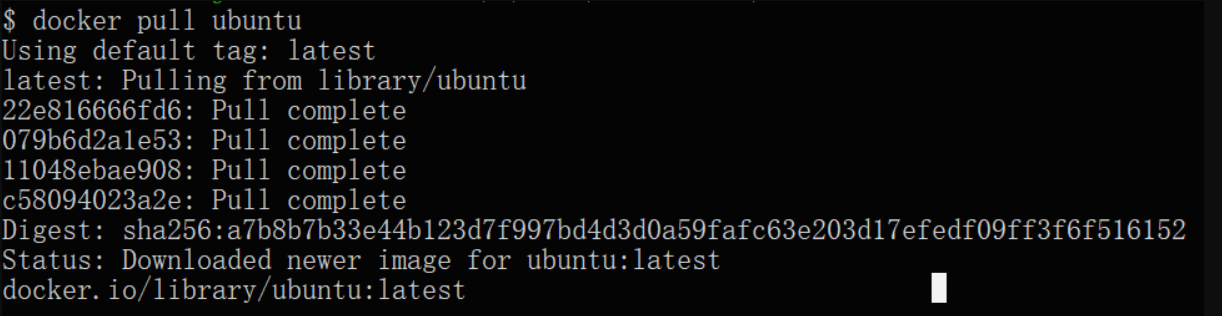 $ docker pull ubuntu
Using default tag: latest
latest: Pulling from library/ubuntu
22e816666fd6: Pull complete
079b6d2a1e53: Pull complete
11048ebae908: Pull complete
c58094023a2e: Pull complete
Digest: sha256:a7b8b7b33e44b123d7f997bd4d3d0a59fafc63e203d17efedf09ff3f6f516152
Status: Downloaded newer image for ubuntu:latest
docker.io/library/ubuntu:latest